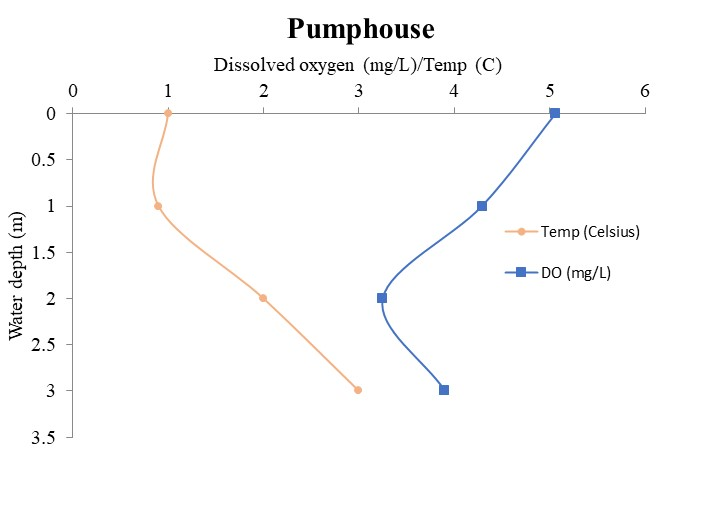 Pumphouse
Dissolved oxygen (mg/L)/Temp (C)
0 1 2 3 4 5 6
0
0.5
1
1.5
2
2.5
3
3.5
Water depth (m)
Temp (Celsius)
DO (mg/L)